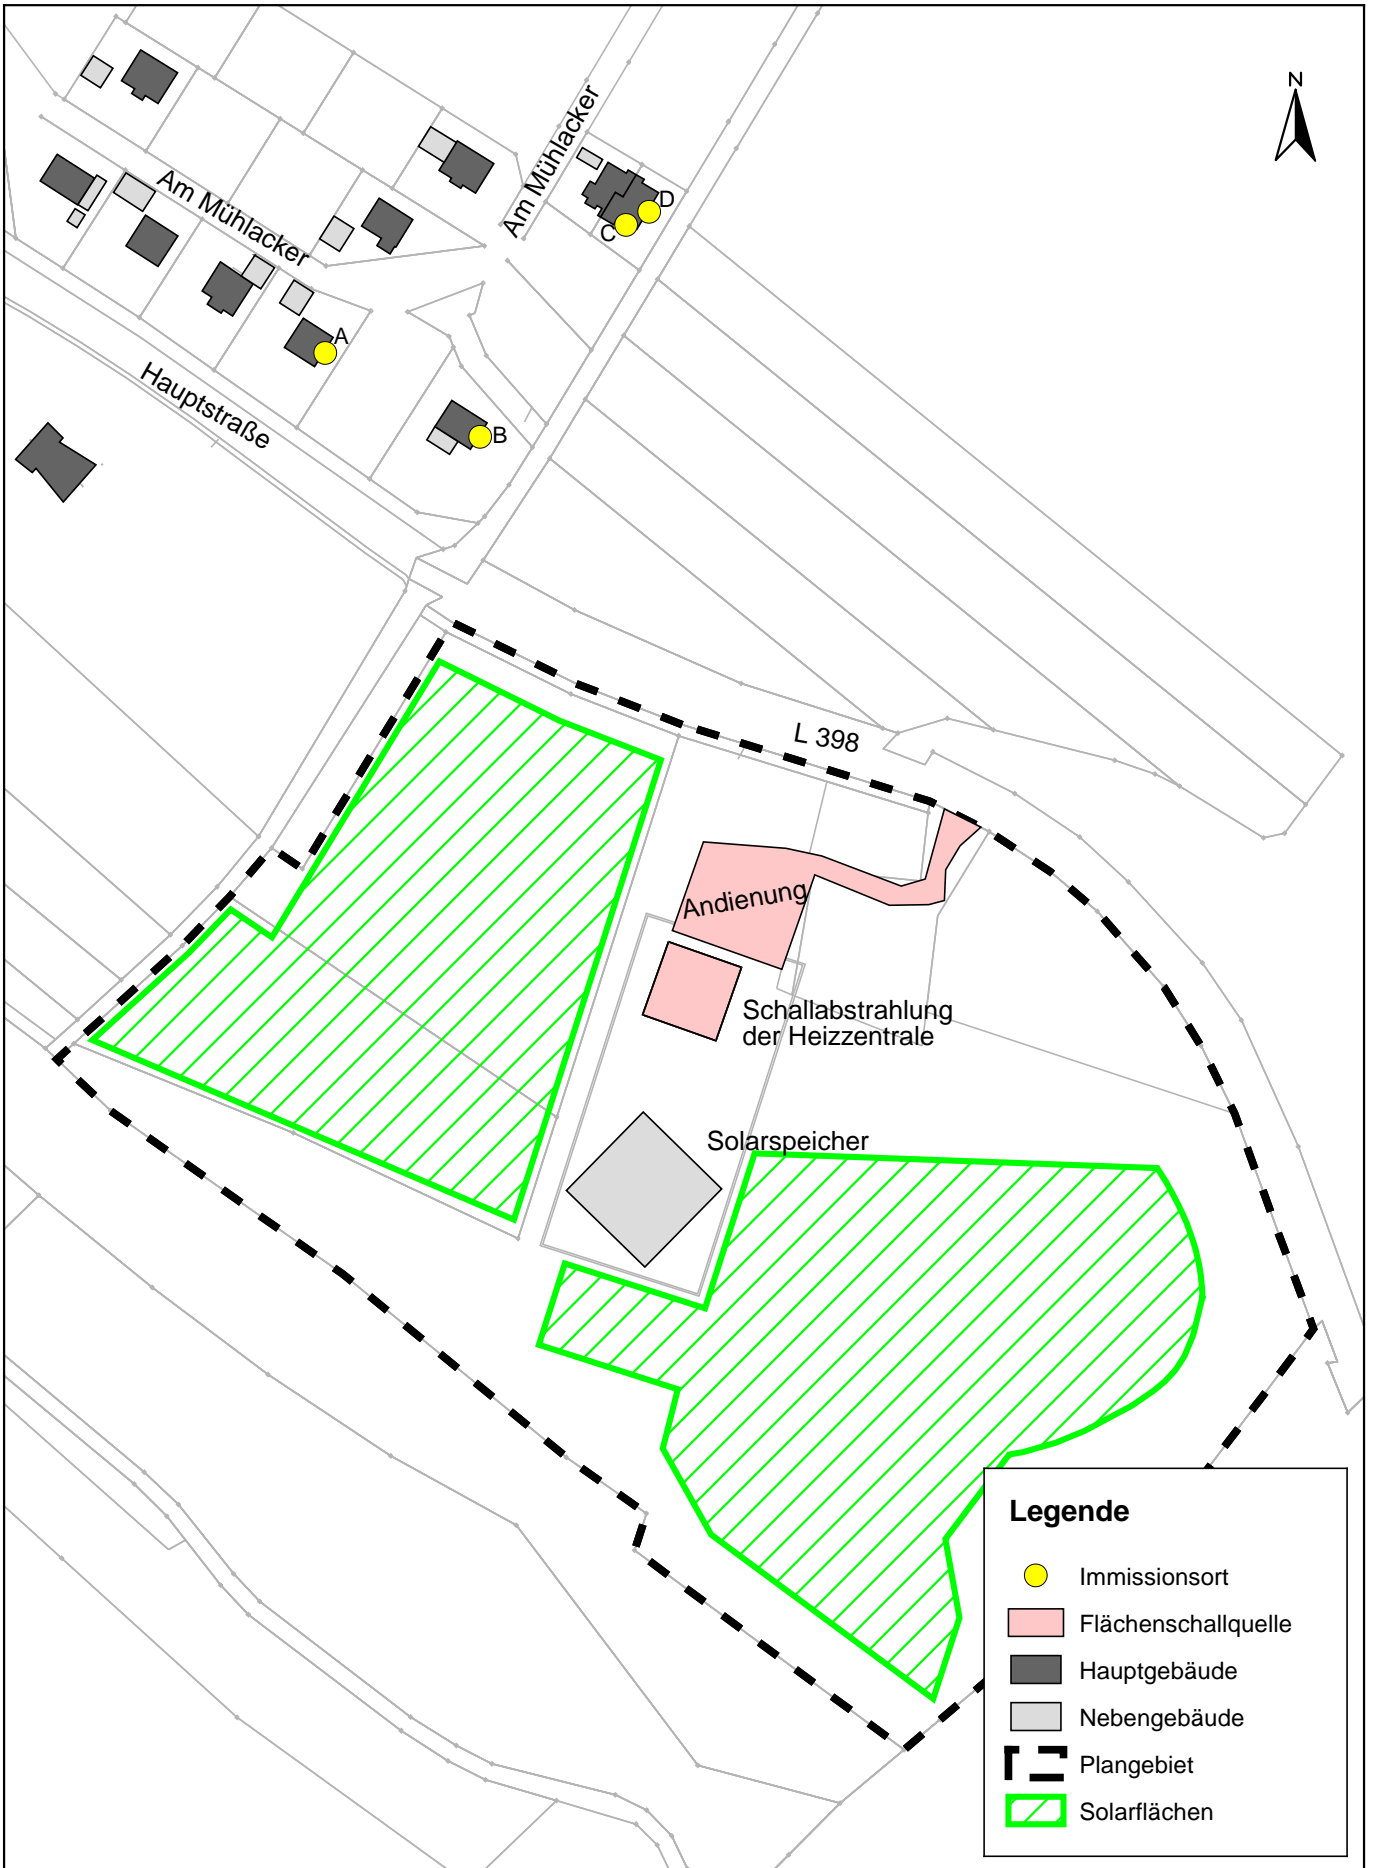 N
Am Mühlacker
D
C
Am Mühlacker
A
Hauptstraße
B
L 398
Andienung
Schallabstrahlung
der Heizzentrale
Solarspeicher
Legende
Immissionsort
Flächenschallquelle
Hauptgebäude
Nebengebäude
Plangebiet
Solarflächen